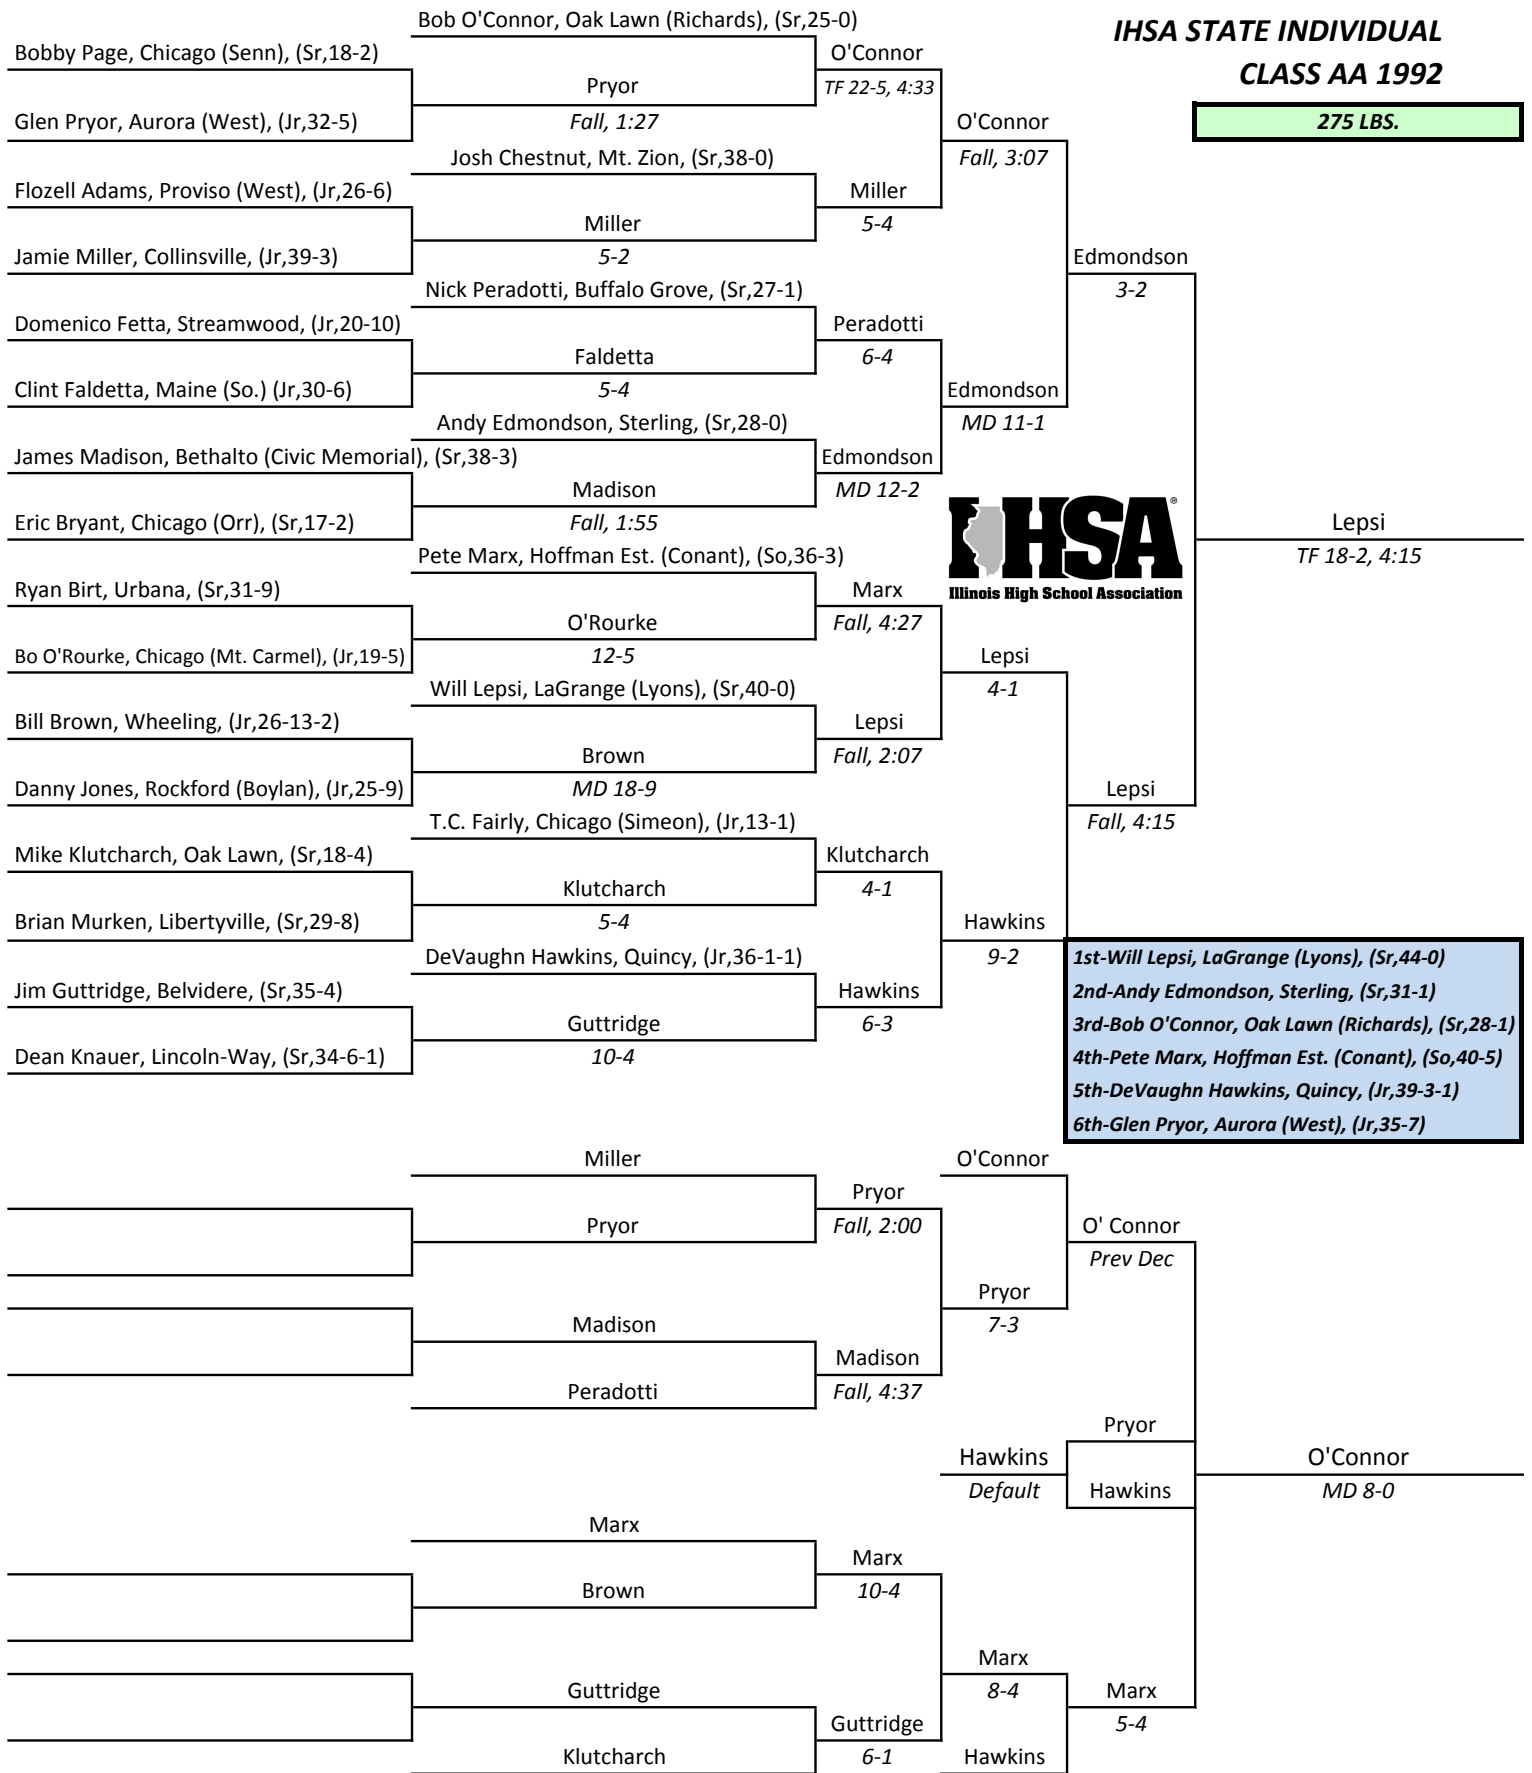 Bob O'Connor, Oak Lawn (Richards), (Sr,25-0)
IHSA STATE INDIVIDUAL
Bobby Page, Chicago (Senn), (Sr,18-2)
O'Connor
CLASS AA 1992
Pryor
TF 22-5, 4:33
Glen Pryor, Aurora (West), (Jr,32-5)
Fall, 1:27
O'Connor
275 LBS.
Josh Chestnut, Mt. Zion, (Sr,38-0)
Fall, 3:07
Flozell Adams, Proviso (West), (Jr,26-6)
Miller
Miller
5-4
Jamie Miller, Collinsville, (Jr,39-3)
5-2
Edmondson
Nick Peradotti, Buffalo Grove, (Sr,27-1)
3-2
Domenico Fetta, Streamwood, (Jr,20-10)
Peradotti
Faldetta
6-4
Clint Faldetta, Maine (So.) (Jr,30-6)
5-4
Edmondson
Andy Edmondson, Sterling, (Sr,28-0)
MD 11-1
James Madison, Bethalto (Civic Memorial), (Sr,38-3)
Edmondson
Madison
MD 12-2
IHSA®
Eric Bryant, Chicago (Orr), (Sr,17-2)
Fall, 1:55
Lepsi
Pete Marx, Hoffman Est. (Conant), (So,36-3)
TF 18-2, 4:15
Ryan Birt, Urbana, (Sr,31-9)
Marx
Illinois High School Association
O'Rourke
Fall, 4:27
Bo O'Rourke, Chicago (Mt. Carmel), (Jr,19-5)
12-5
Lepsi
Will Lepsi, LaGrange (Lyons), (Sr,40-0)
4-1
Bill Brown, Wheeling, (Jr,26-13-2)
Lepsi
Brown
Fall, 2:07
Danny Jones, Rockford (Boylan), (Jr,25-9)
MD 18-9
Lepsi
T.C. Fairly, Chicago (Simeon), (Jr,13-1)
Fall, 4:15
Mike Klutcharch, Oak Lawn, (Sr,18-4)
Klutcharch
Klutcharch
4-1
Brian Murken, Libertyville, (Sr,29-8)
5-4
Hawkins
DeVaughn Hawkins, Quincy, (Jr,36-1-1)
9-2
1st-Will Lepsi, LaGrange (Lyons), (Sr,44-0)
Jim Guttridge, Belvidere, (Sr,35-4)
Hawkins
2nd-Andy Edmondson, Sterling, (Sr,31-1)
Guttridge
6-3
3rd-Bob O'Connor, Oak Lawn (Richards), (Sr,28-1)
Dean Knauer, Lincoln-Way, (Sr,34-6-1)
10-4
4th-Pete Marx, Hoffman Est. (Conant), (So,40-5)
5th-DeVaughn Hawkins, Quincy, (Jr,39-3-1)
6th-Glen Pryor, Aurora (West), (Jr,35-7)
Miller
O'Connor
Pryor
Pryor
Fall, 2:00
O' Connor
Prev Dec
Pryor
Madison
7-3
Madison
Peradotti
Fall, 4:37
Pryor
Hawkins
O'Connor
Default
Hawkins
MD 8-0
Marx
Marx
Brown
10-4
Marx
Guttridge
8-4
Marx
Guttridge
5-4
Klutcharch
6-1
Hawkins